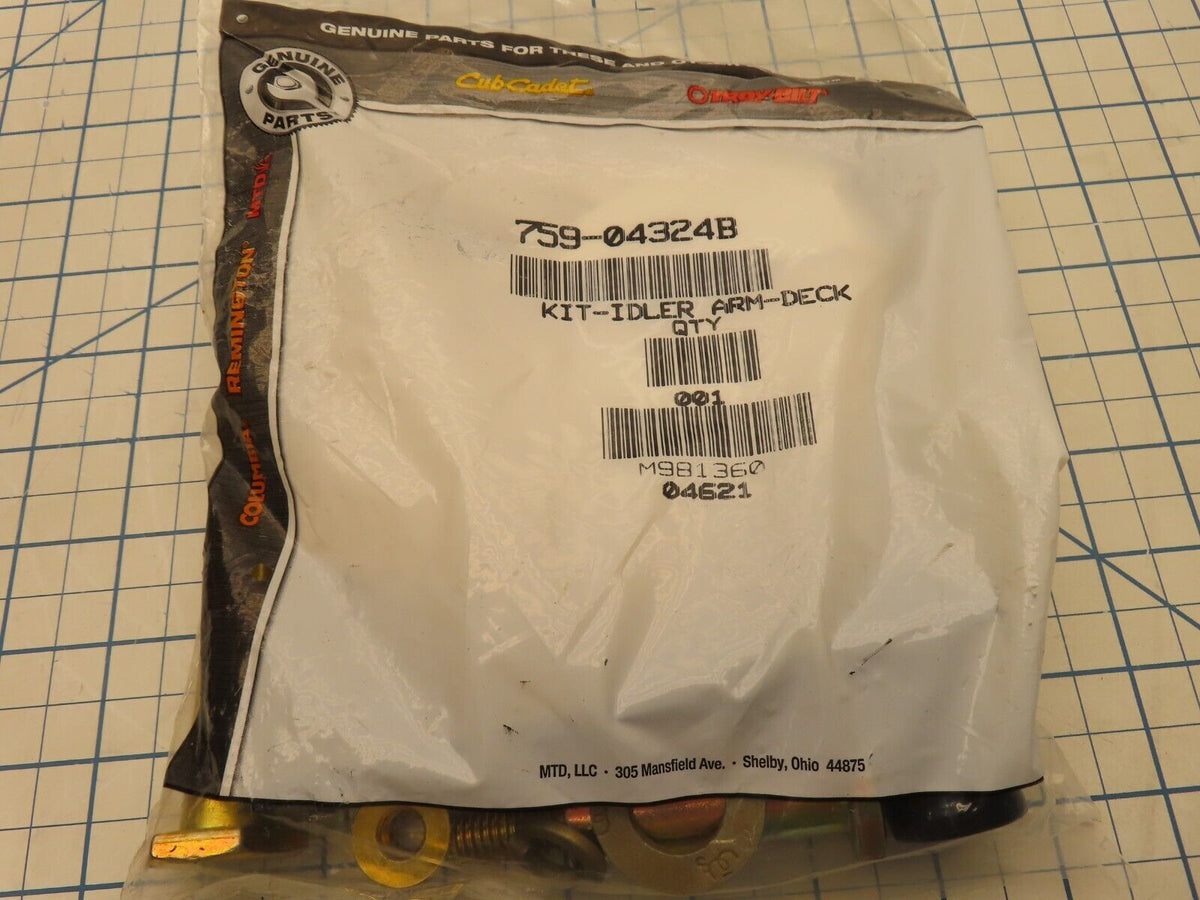 GENUINE PARTS FOR THESE AND
GENUINE
PARTS
Cub Cadet
TROY-BILT
MTD
REMINGTON
COLUMBIA
759-04324B
KIT-IDLER ARM-DECK
QTY
001
M981360
04621
MTD, LLC · 305 Mansfield Ave. · Shelby, Ohio 44875